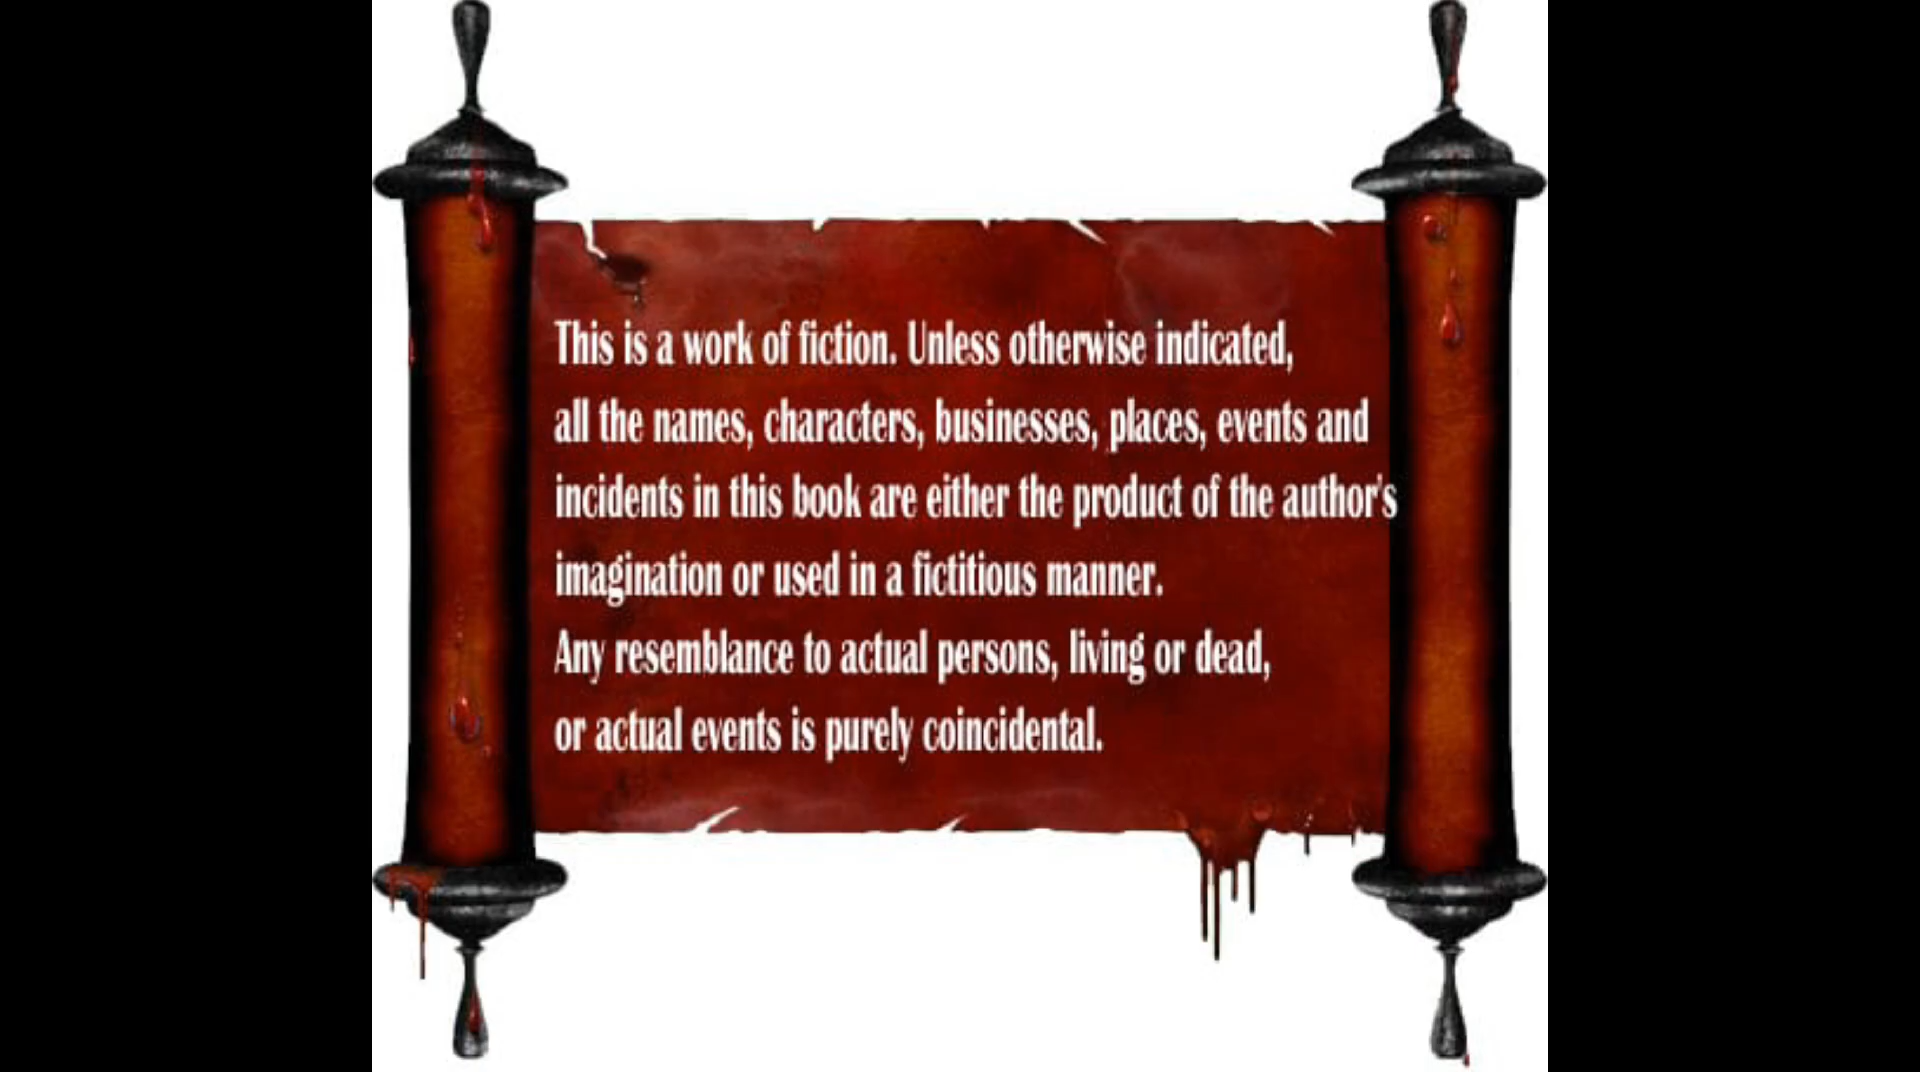 This is a work of fiction. Unless otherwise indicated,
all the names, characters, businesses, places, events and
incidents in this book are either the product of the author's
imagination or used in a fictitious manner.
Any resemblance to actual persons, living or dead,
or actual events is purely coincidental.